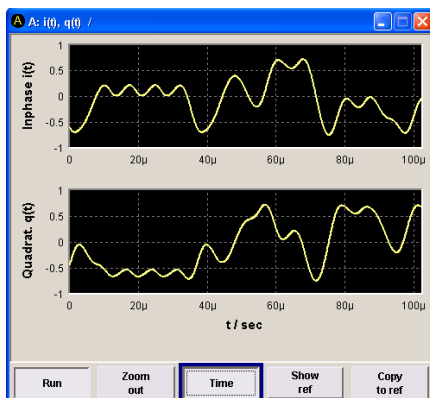 A A: i(t), q(t) /
Inphase i(t)
1
0.5
0
-0.5
-1
0 20µ 40µ 60µ 80µ 100µ
Quadrat. q(t)
1
0.5
0
-0.5
-1
0 20µ 40µ 60µ 80µ 100µ
t / sec
Run
Zoom
out
Time
Show
ref
Copy
to ref